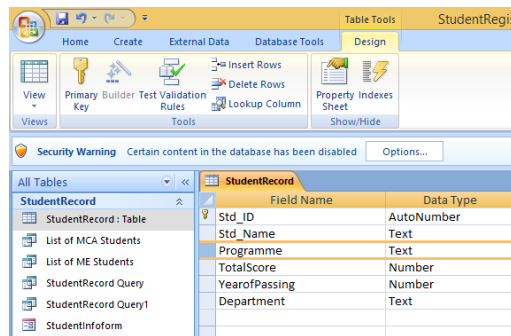 Table Tools StudentRegis
Home Create External Data Database Tools Design
View Primary Key Builder Test Validation Rules Insert Rows Delete Rows Lookup Column Property Sheet Indexes
Views Tools Show/Hide
Security Warning Certain content in the database has been disabled Options...
All Tables « StudentRecord
StudentRecord Field Name Data Type
StudentRecord : Table Std_ID AutoNumber
Std_Name Text
List of MCA Students Programme Text
List of ME Students TotalScore Number
StudentRecord Query YearofPassing Number
StudentRecord Query1 Department Text
StudentInfoform